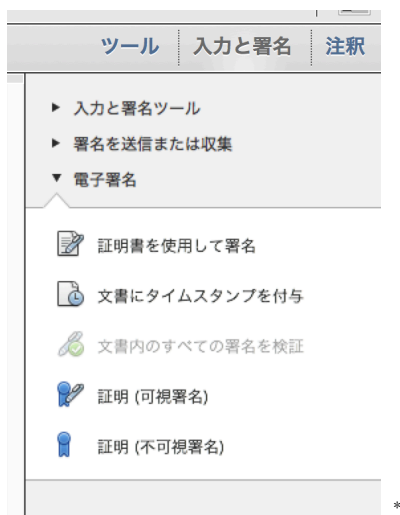 ツール 入力と署名 注釈
▶ 入力と署名ツール
▶ 署名を送信または収集
▼ 電子署名
証明書を使用して署名
文書にタイムスタンプを付与
文書内のすべての署名を検証
証明 (可視署名)
証明 (不可視署名)
*